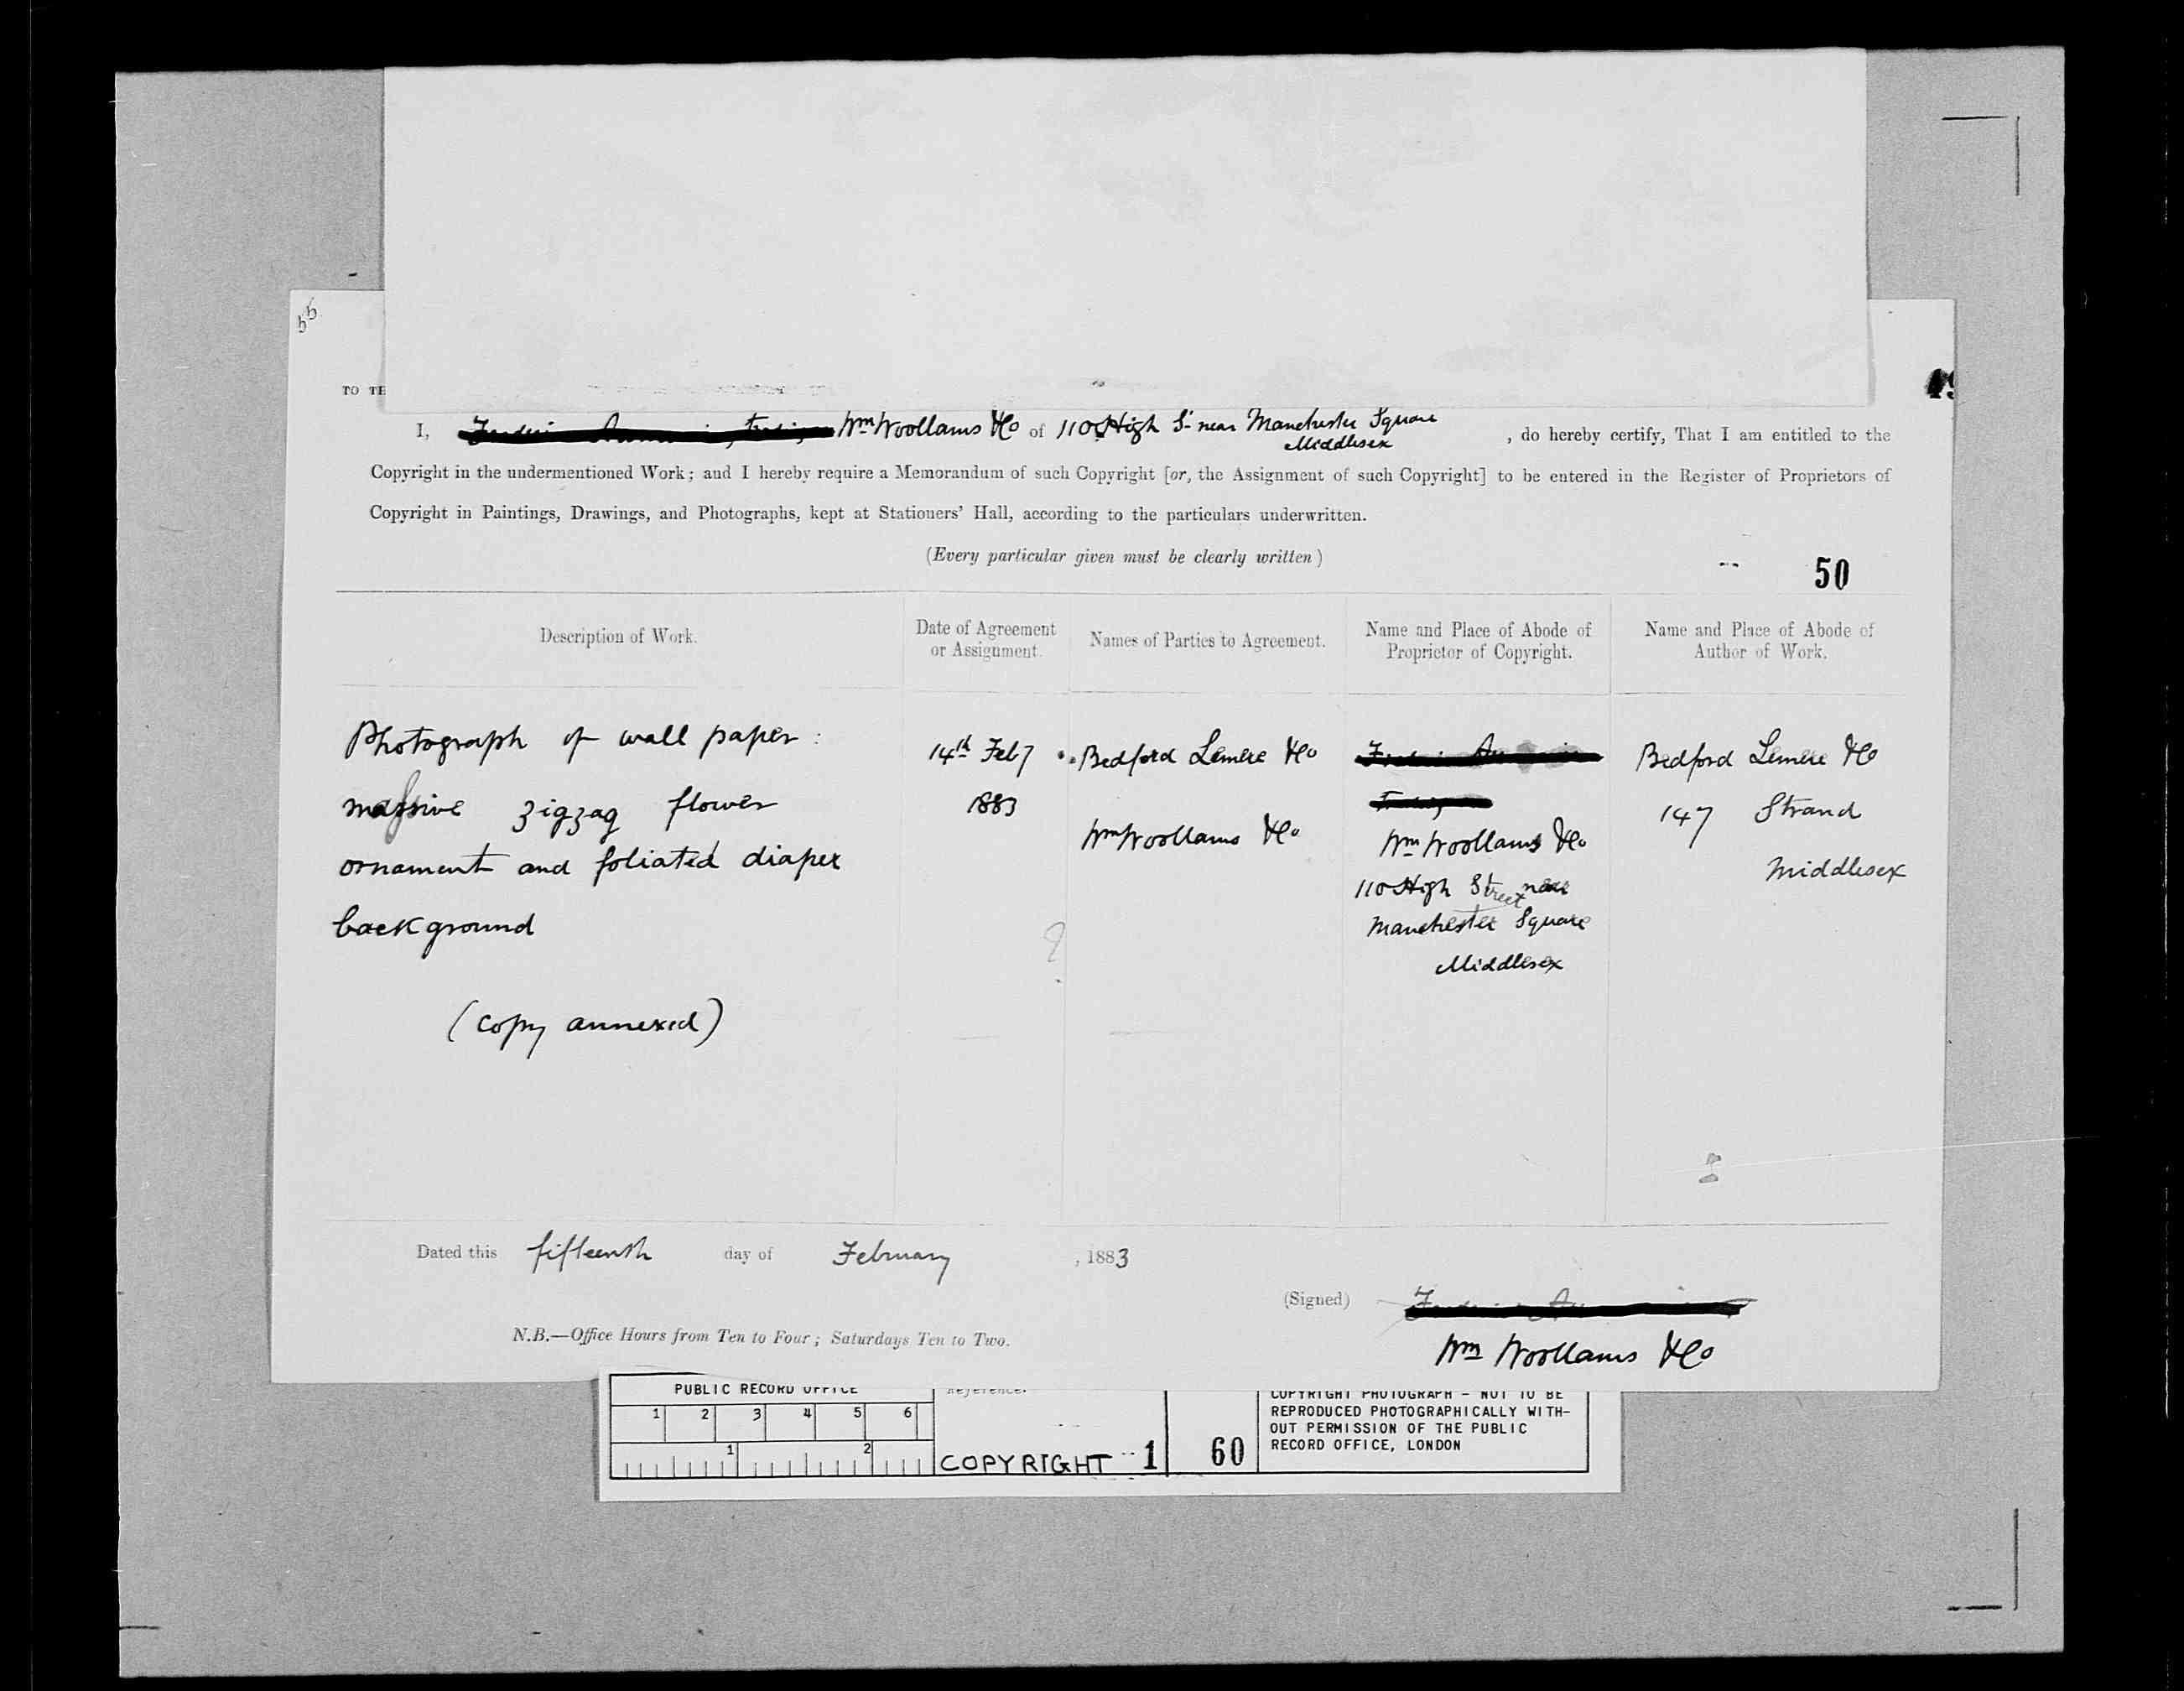 TO TE
I, Wm Woollams & Co of 110 High St near Manchester Square
Middlesex
, do hereby certify, That I am entitled to the
Copyright in the undermentioned Work; and I hereby require a Memorandum of such Copyright [or, the Assignment of such Copyright] to be entered in the Register of Proprietors of
Copyright in Paintings, Drawings, and Photographs, kept at Stationers' Hall, according to the particulars underwritten.
(Every particular given must be clearly written)
50
Description of Work.
Date of Agreement
or Assignment.
Names of Parties to Agreement.
Name and Place of Abode of
Proprietor of Copyright.
Name and Place of Abode of
Author of Work.
Photograph of wall paper:
massive zigzag flower
ornament and foliated diaper
background
(copy annexed)
14th Feby
1883
Bedford Lemere & Co
Wm Woollams & Co
Wm Woollams & Co
110 High Street near
Manchester Square
Middlesex
Bedford Lemere & Co
147 Strand
Middlesex
Dated this fifteenth day of February, 1883
(Signed)
Wm Woollams & Co
N.B.—Office Hours from Ten to Four; Saturdays Ten to Two.
PUBLIC RECORD OFFICE
1 2 3 4 5 6
1 2
Reference:
COPYRIGHT 1
60
COPYRIGHT PHOTOGRAPH - NOT TO BE
REPRODUCED PHOTOGRAPHICALLY WITH-
OUT PERMISSION OF THE PUBLIC
RECORD OFFICE, LONDON